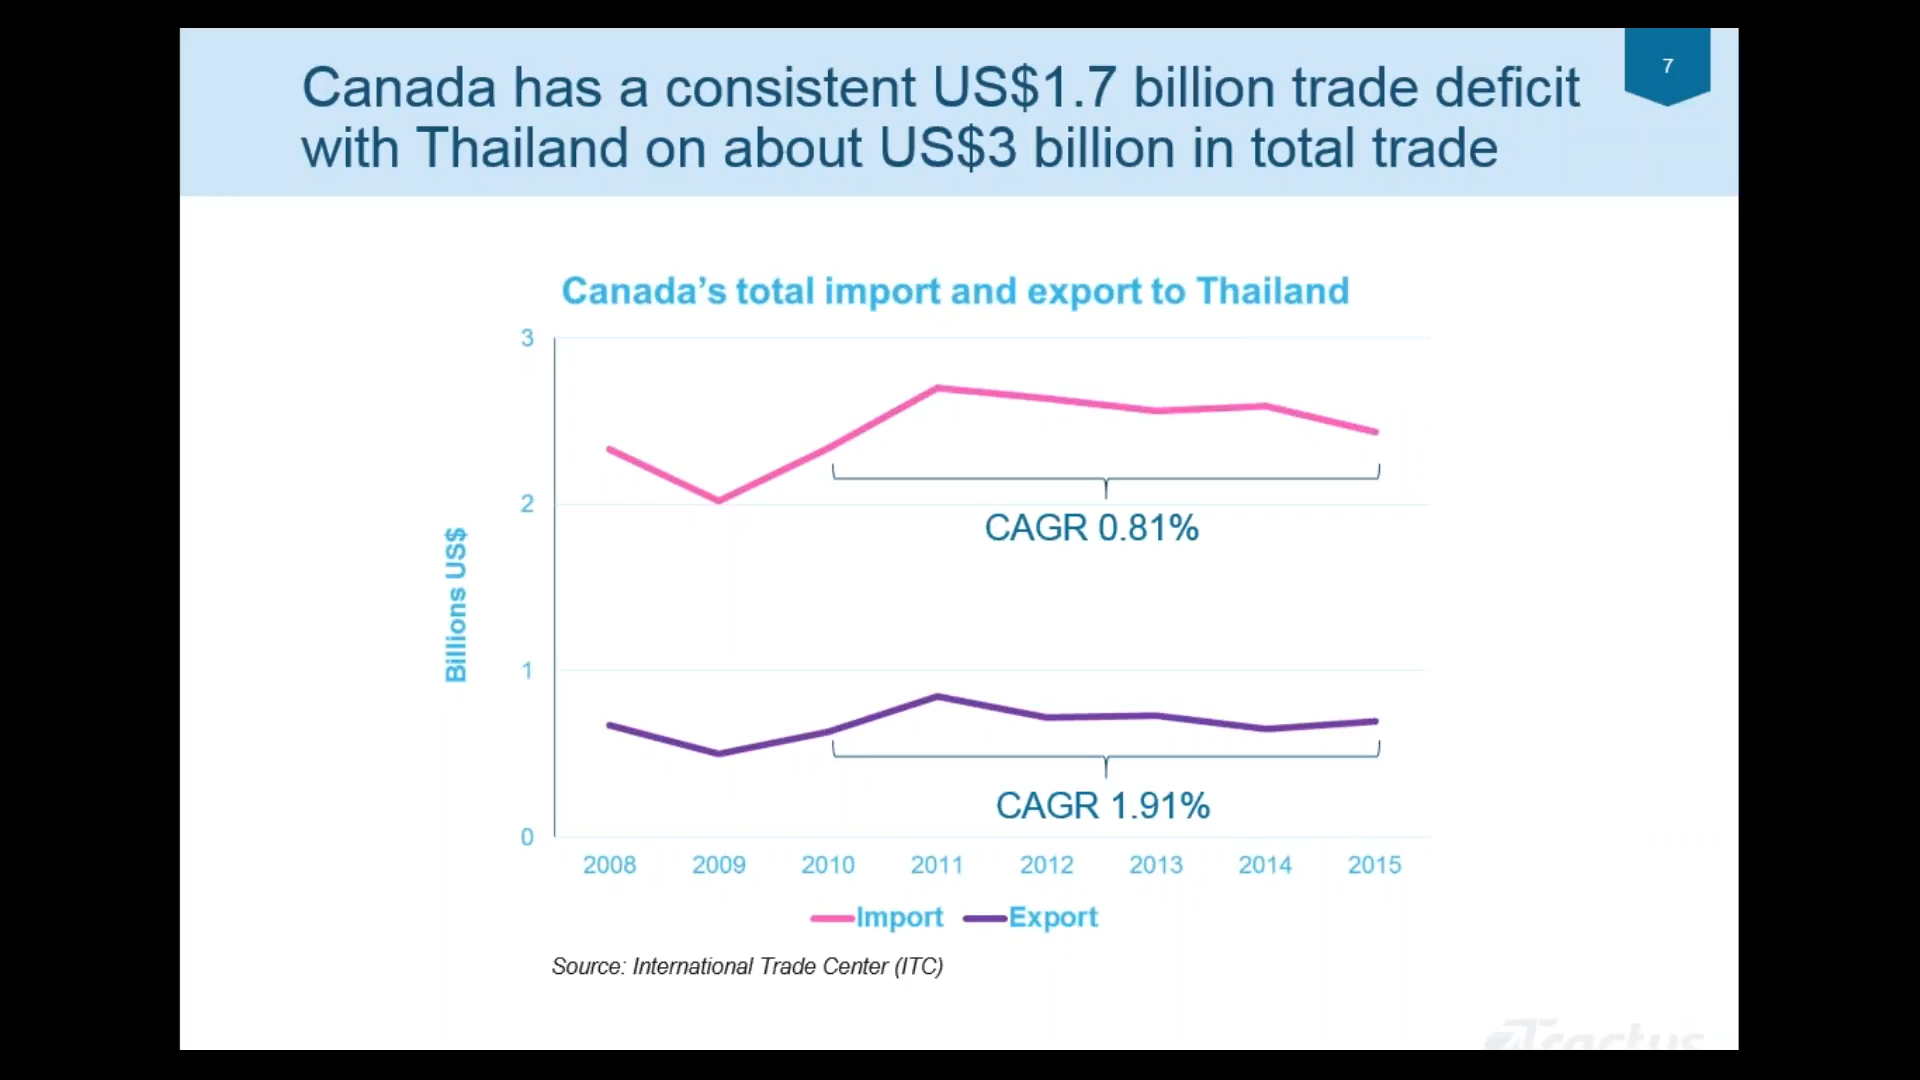 7
Canada has a consistent US$1.7 billion trade deficit
with Thailand on about US$3 billion in total trade
Canada’s total import and export to Thailand
Billions US$
3
2
1
0
CAGR 0.81%
CAGR 1.91%
2008 2009 2010 2011 2012 2013 2014 2015
Import Export
Source: International Trade Center (ITC)
Tractus